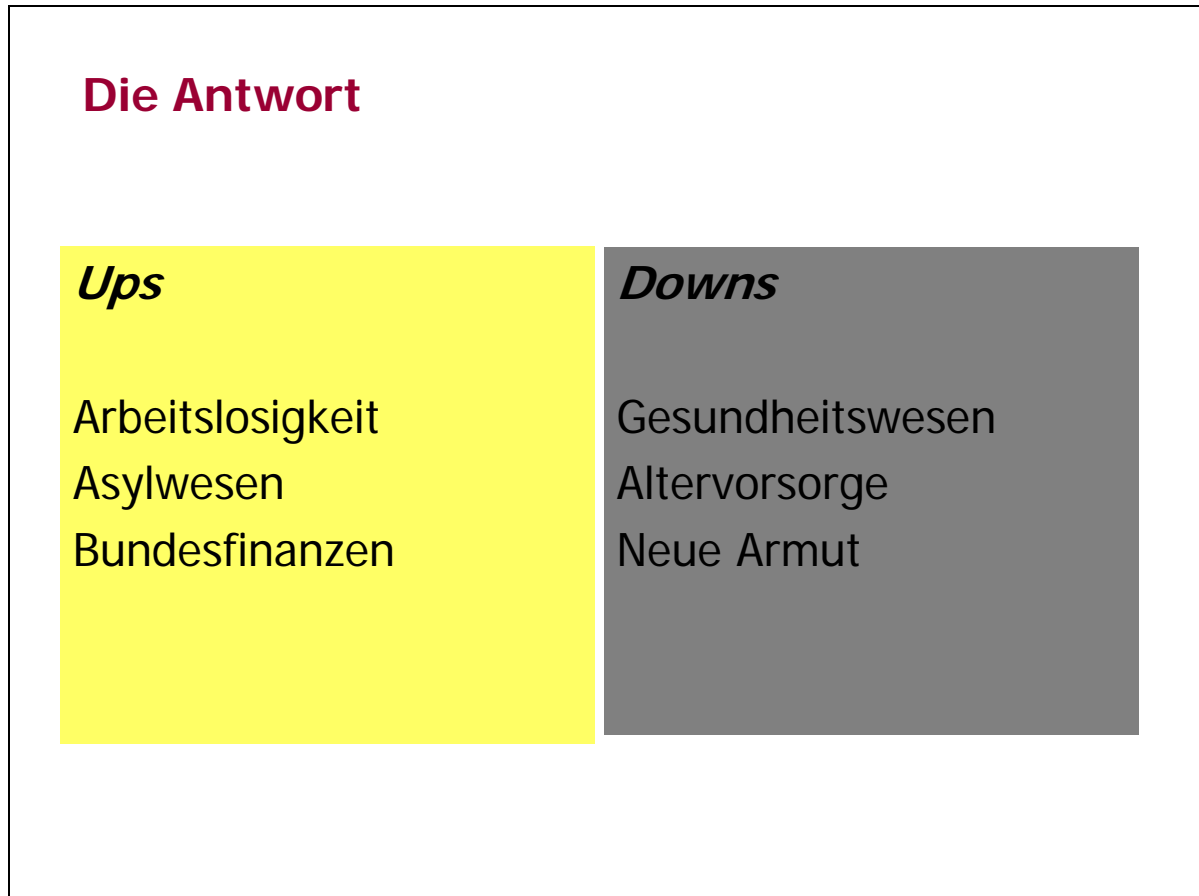 Die Antwort
Ups
Arbeitslosigkeit
Asylwesen
Bundesfinanzen
Downs
Gesundheitswesen
Altervorsorge
Neue Armut